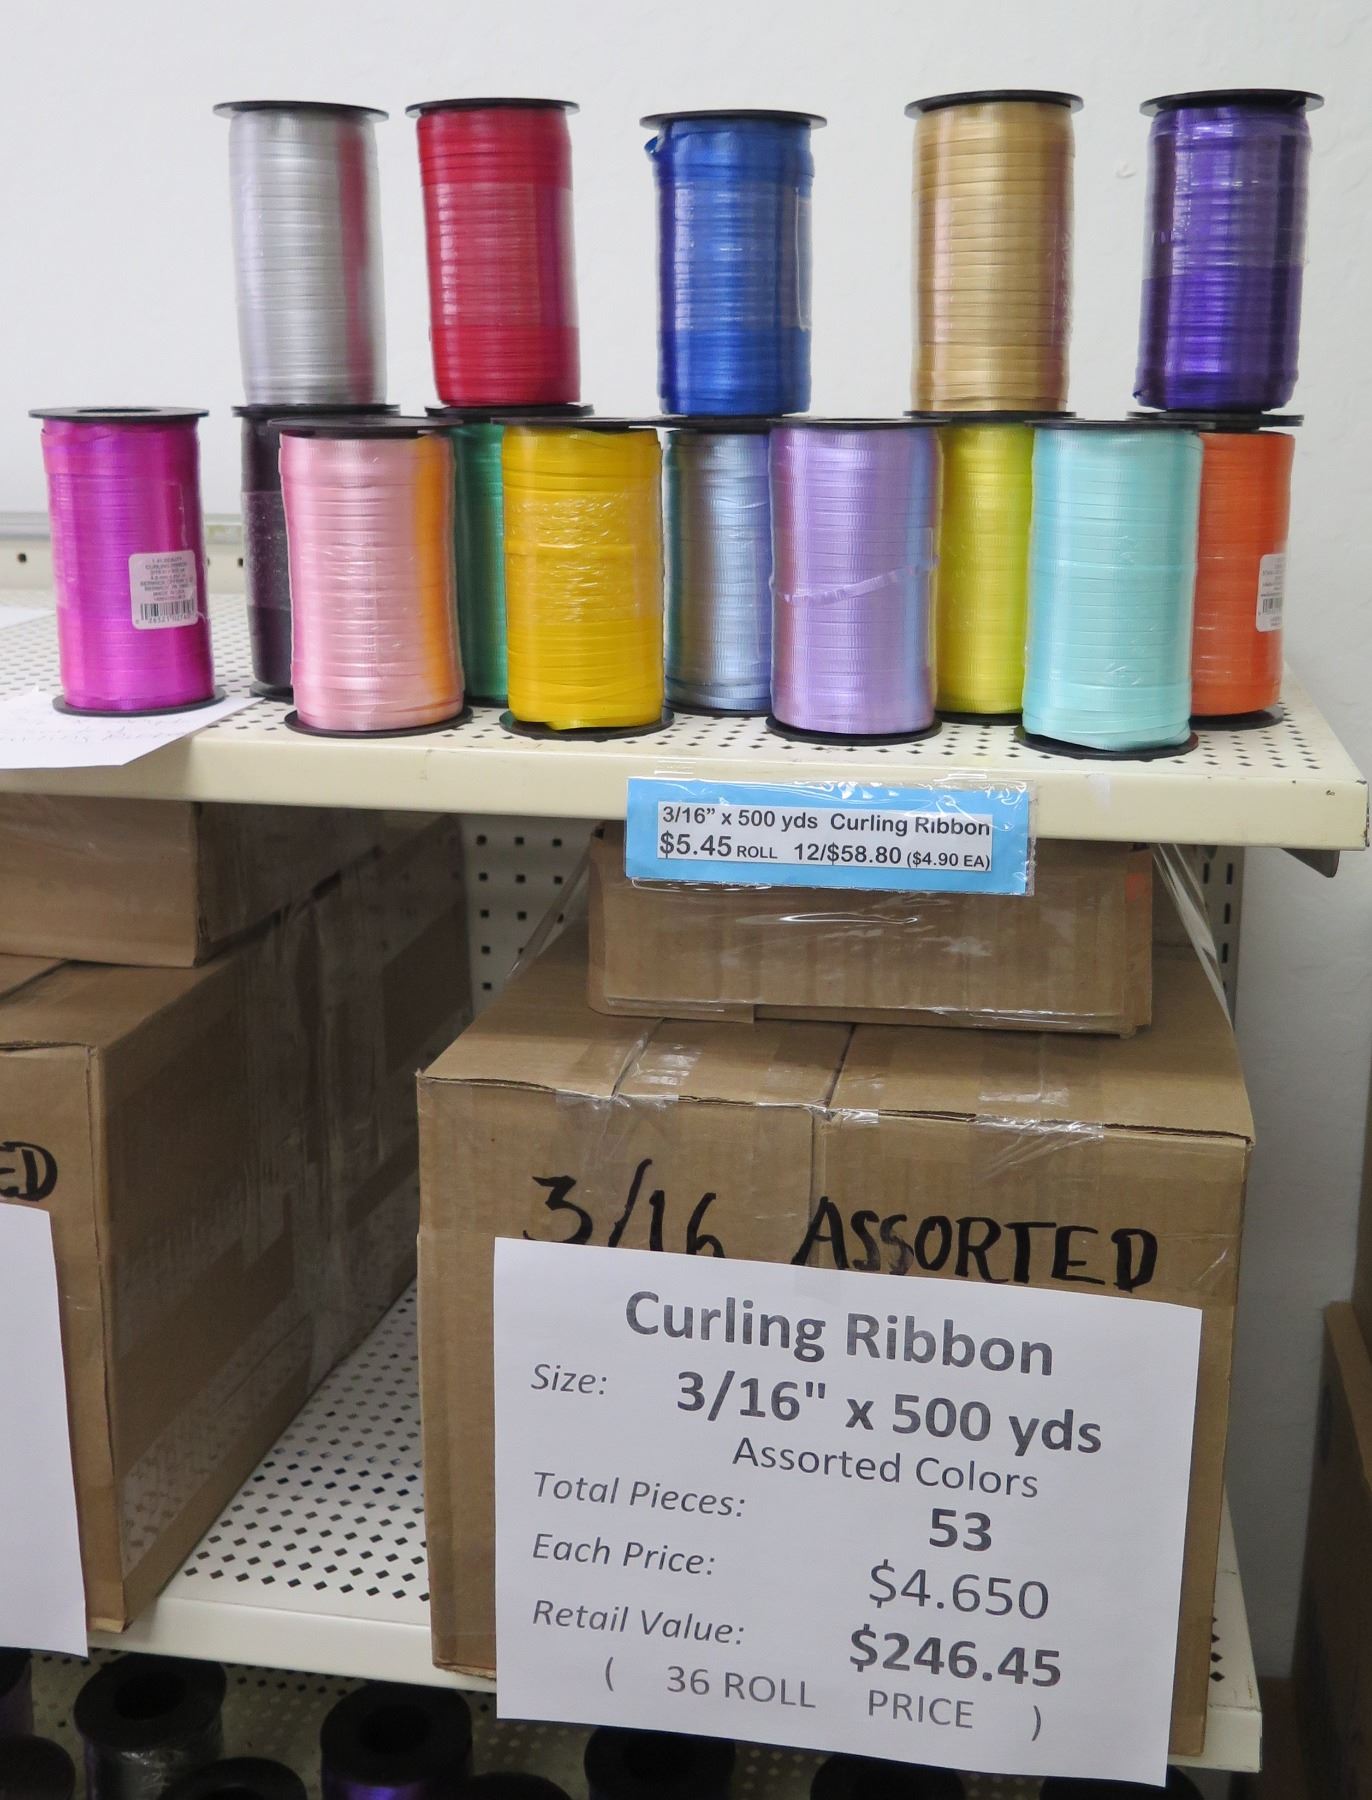 CURLING RIBBON
3/16" x 500 yds Curling Ribbon
$5.45 ROLL 12/$58.80 ($4.90 EA)
ED
3/16 ASSORTED
Curling Ribbon
Size: 3/16" x 500 yds
Assorted Colors
Total Pieces: 53
Each Price: $4.650
Retail Value: $246.45
( 36 ROLL PRICE )